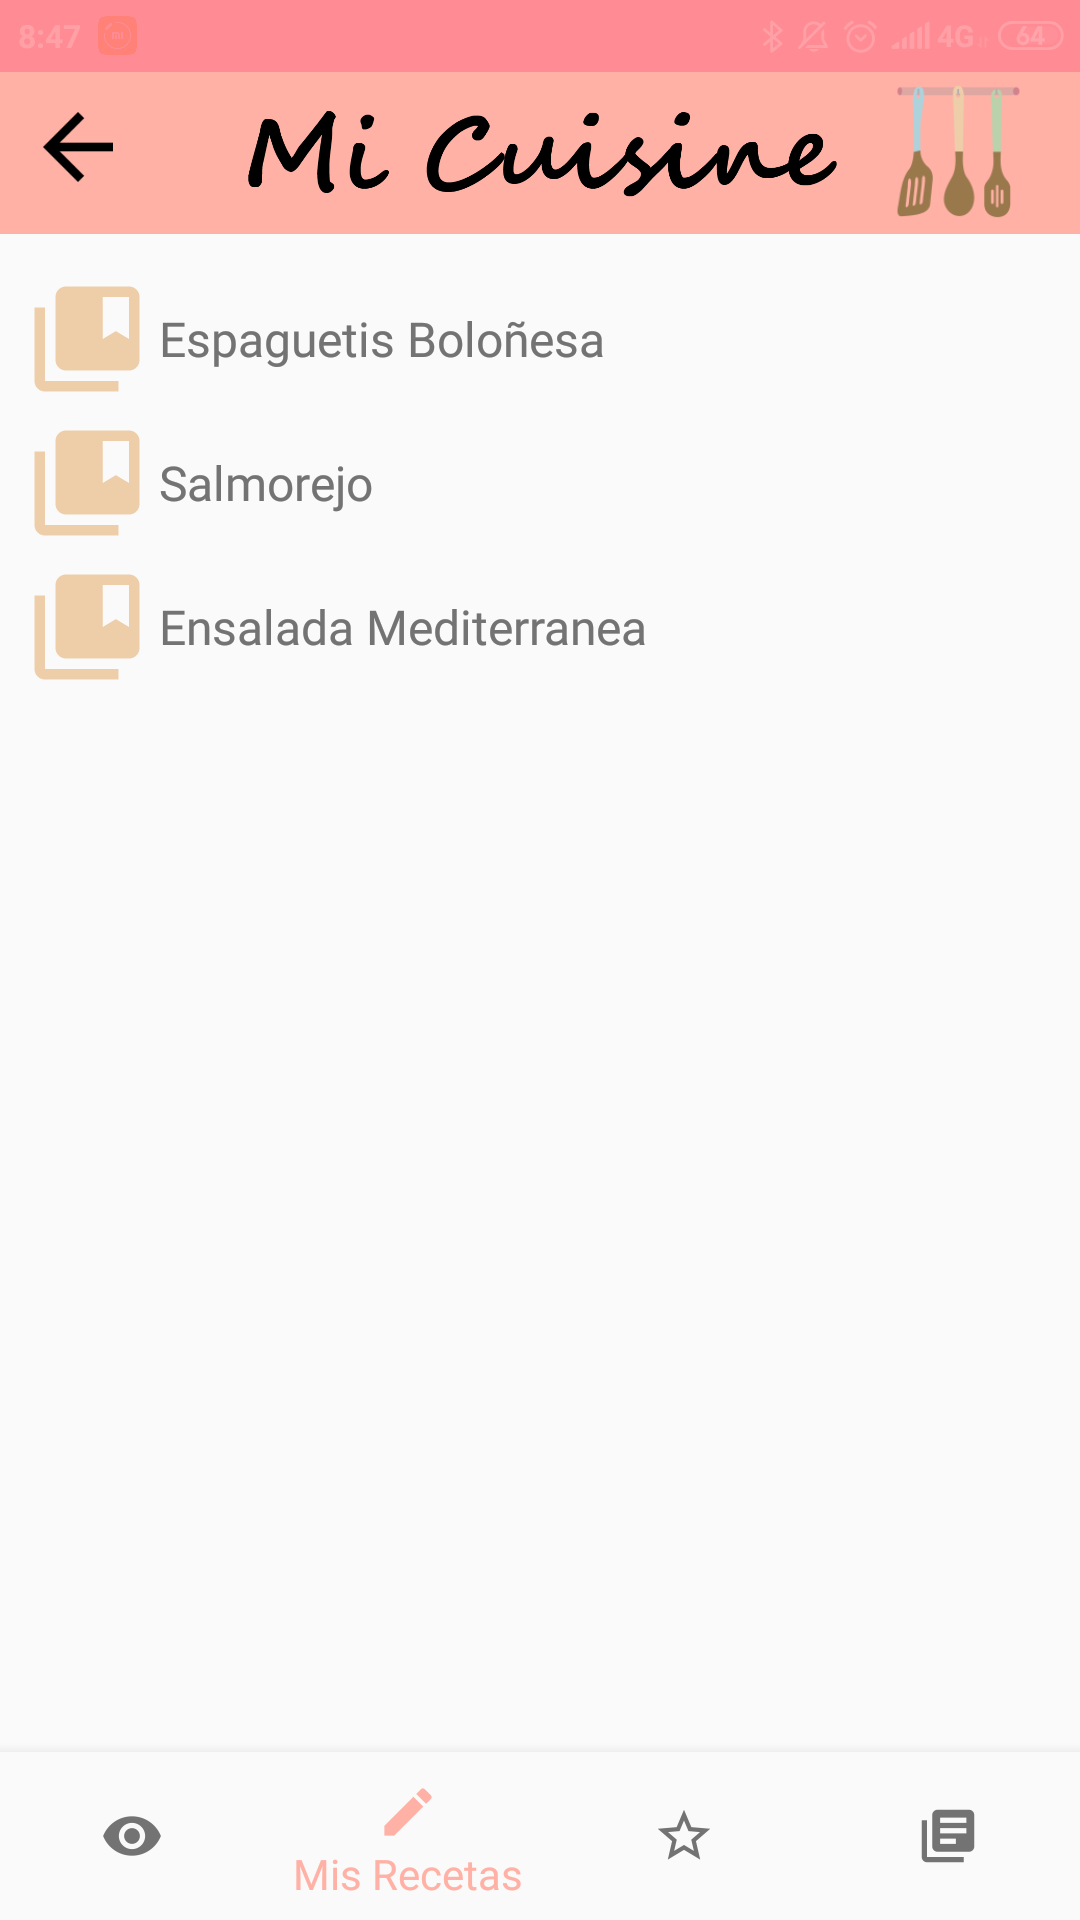 8:47 4G 64
Mi Cuisine
Espaguetis Boloñesa
Salmorejo
Ensalada Mediterranea
Mis Recetas